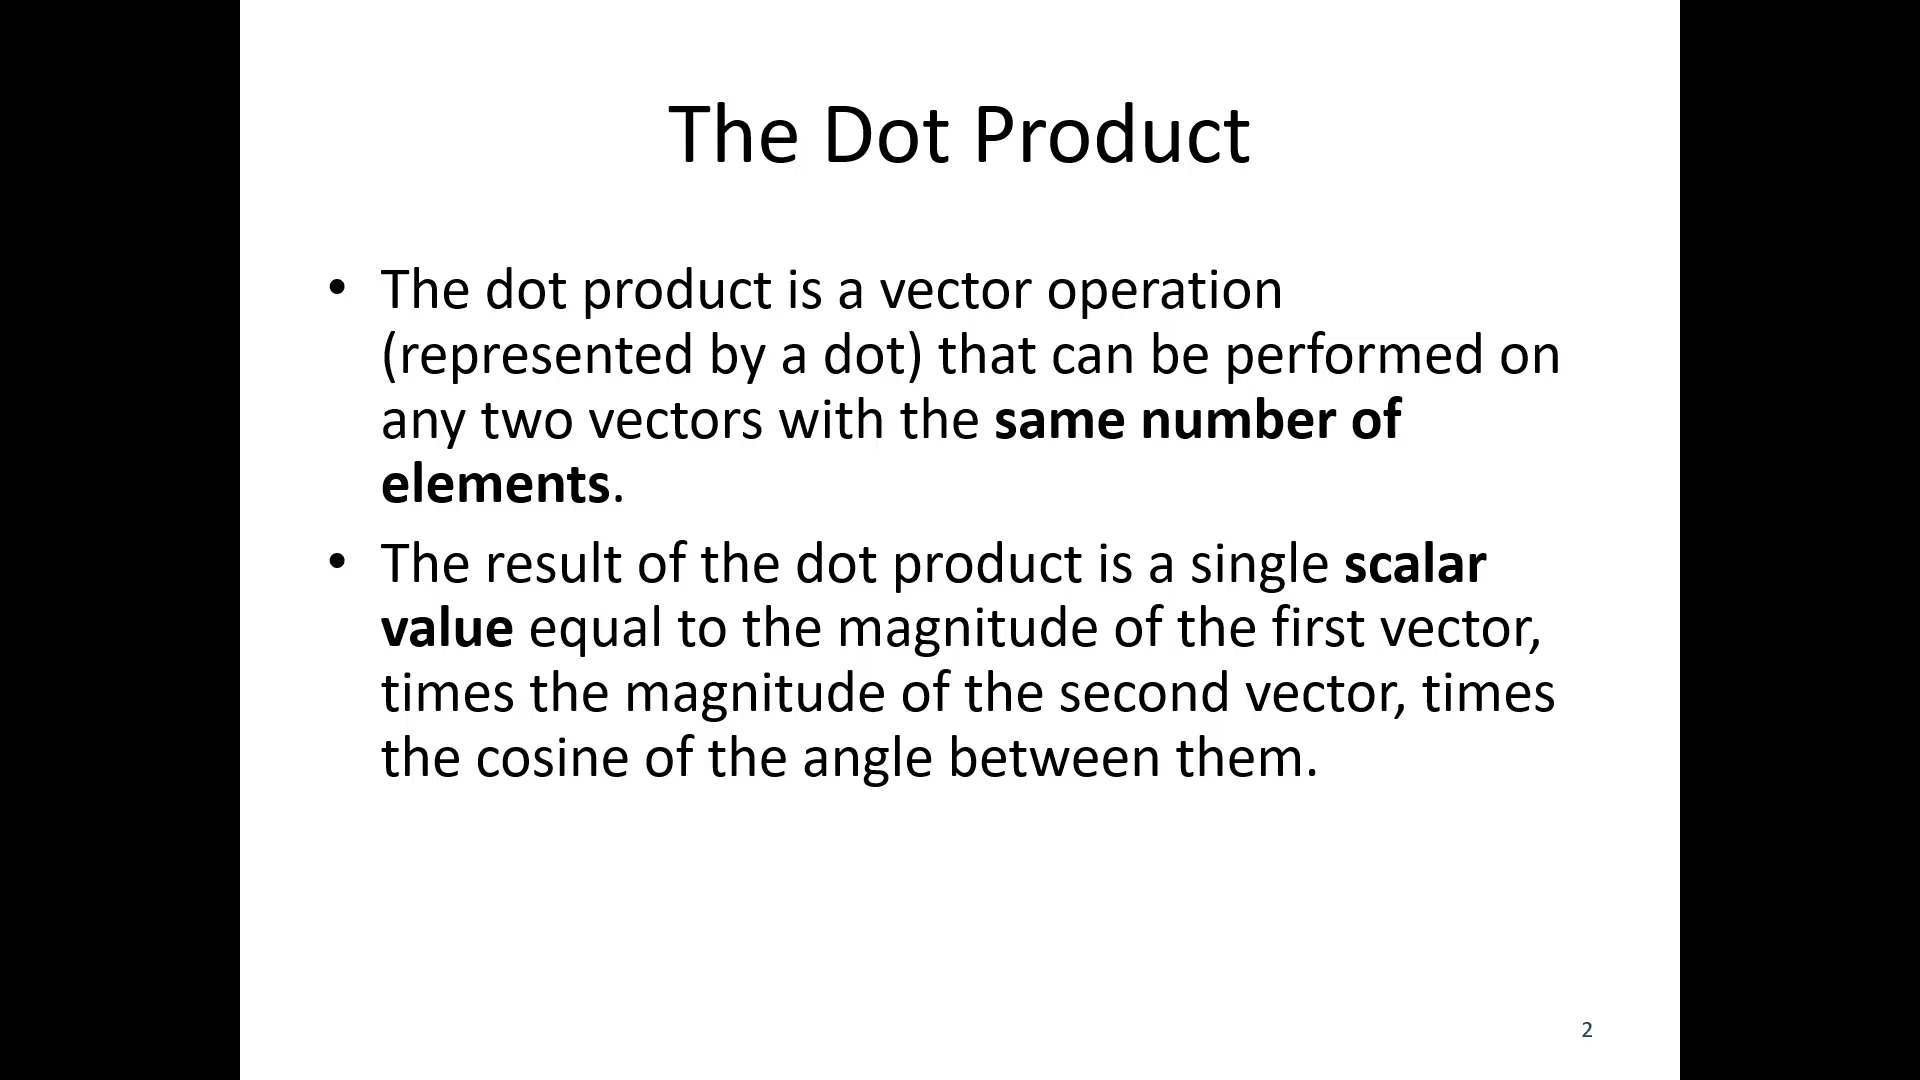 The Dot Product
• The dot product is a vector operation
(represented by a dot) that can be performed on
any two vectors with the same number of
elements.
• The result of the dot product is a single scalar
value equal to the magnitude of the first vector,
times the magnitude of the second vector, times
the cosine of the angle between them.
2